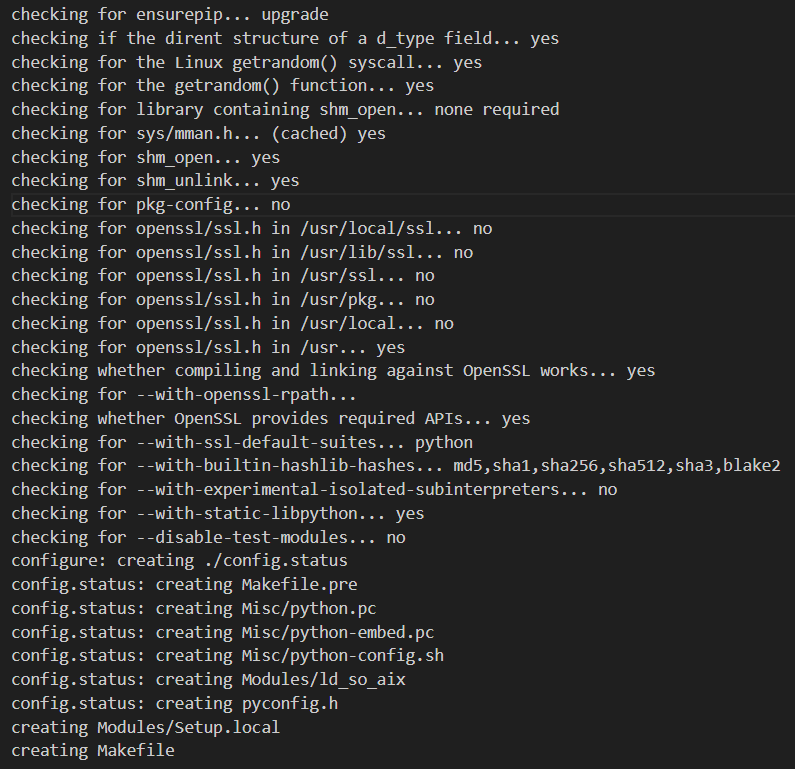 checking for ensurepip... upgrade
checking if the dirent structure of a d_type field... yes
checking for the Linux getrandom() syscall... yes
checking for the getrandom() function... yes
checking for library containing shm_open... none required
checking for sys/mman.h... (cached) yes
checking for shm_open... yes
checking for shm_unlink... yes
checking for pkg-config... no
checking for openssl/ssl.h in /usr/local/ssl... no
checking for openssl/ssl.h in /usr/lib/ssl... no
checking for openssl/ssl.h in /usr/ssl... no
checking for openssl/ssl.h in /usr/pkg... no
checking for openssl/ssl.h in /usr/local... no
checking for openssl/ssl.h in /usr... yes
checking whether compiling and linking against OpenSSL works... yes
checking for --with-openssl-rpath...
checking whether OpenSSL provides required APIs... yes
checking for --with-ssl-default-suites... python
checking for --with-builtin-hashlib-hashes... md5,sha1,sha256,sha512,sha3,blake2
checking for --with-experimental-isolated-subinterpreters... no
checking for --with-static-libpython... yes
checking for --disable-test-modules... no
configure: creating ./config.status
config.status: creating Makefile.pre
config.status: creating Misc/python.pc
config.status: creating Misc/python-embed.pc
config.status: creating Misc/python-config.sh
config.status: creating Modules/ld_so_aix
config.status: creating pyconfig.h
creating Modules/Setup.local
creating Makefile